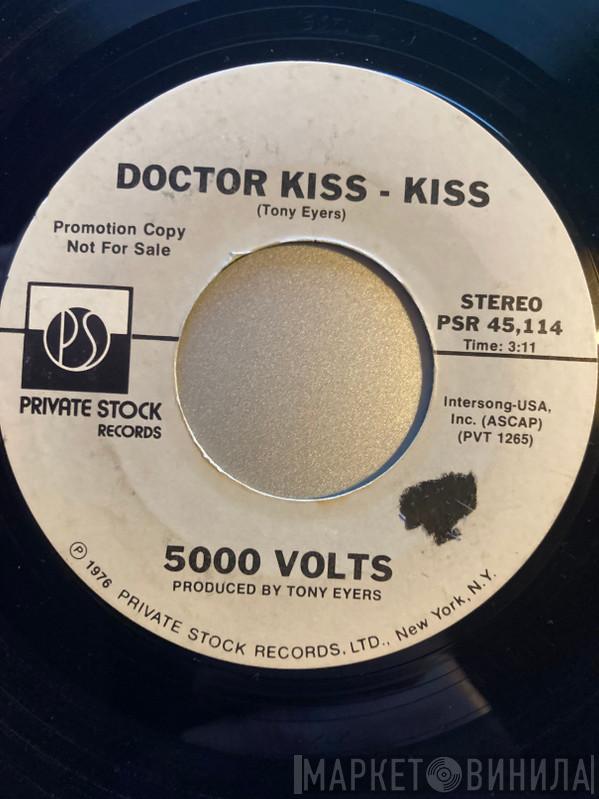 DOCTOR KISS - KISS
(Tony Eyers)
Promotion Copy
Not For Sale
PS
PRIVATE STOCK
RECORDS
STEREO
PSR 45,114
Time: 3:11
Intersong-USA,
Inc. (ASCAP)
(PVT 1265)
5000 VOLTS
PRODUCED BY TONY EYERS
℗ 1976 PRIVATE STOCK RECORDS, LTD., New York, N.Y.
МАРКЕТ ВИНИЛА